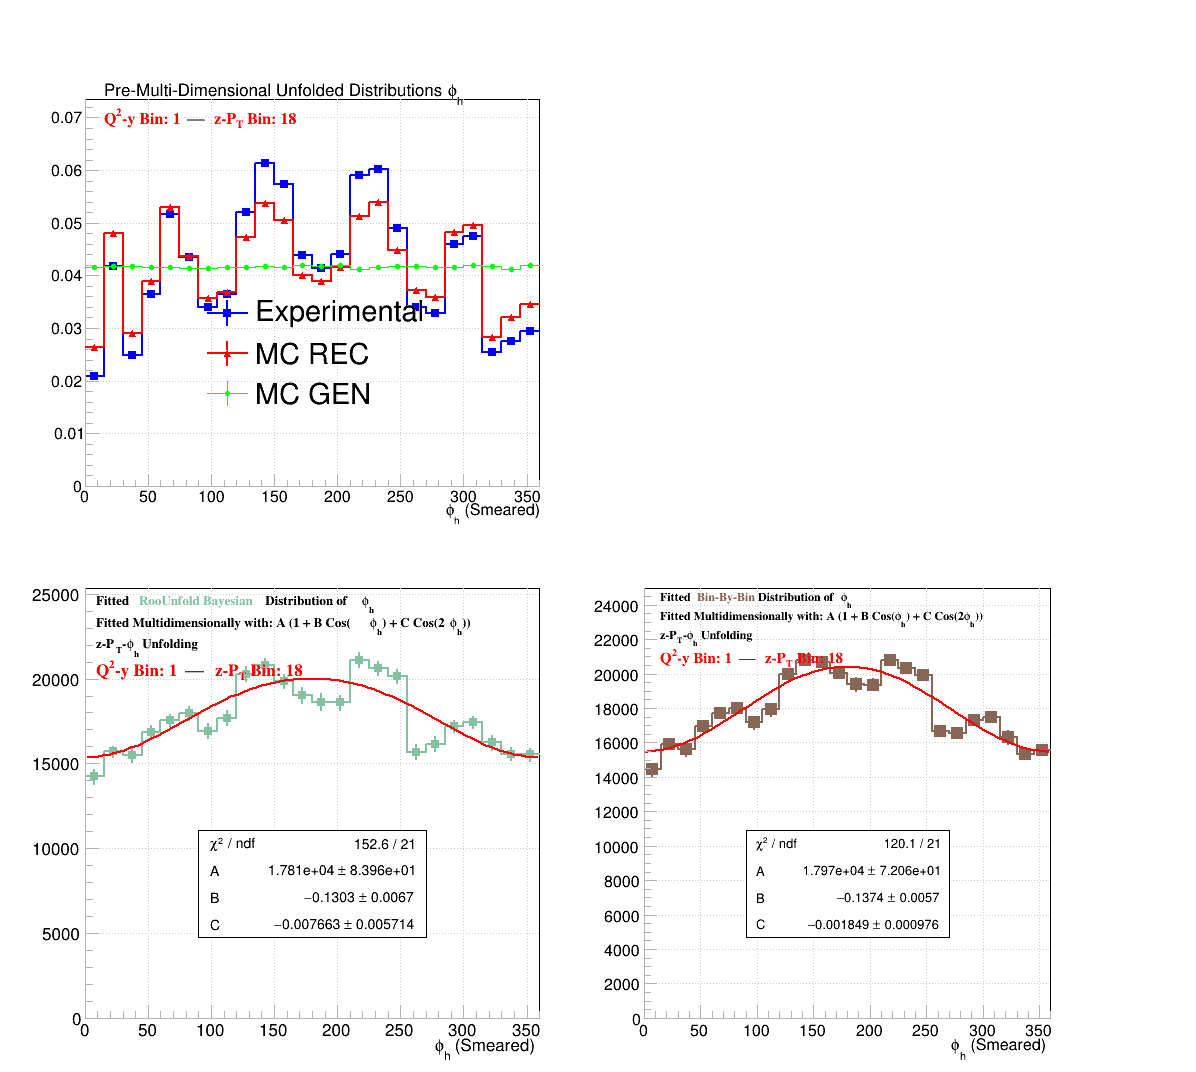 Pre-Multi-Dimensional Unfolded Distributions ϕh
Q2-y Bin: 1 — z-PT Bin: 18
0.07
0.06
0.05
0.04
0.03
0.02
0.01
0
Experimental
MC REC
MC GEN
0 50 100 150 200 250 300 350
ϕh (Smeared)
Fitted RooUnfold Bayesian Distribution of ϕh
Fitted Multidimensionally with: A (1 + B Cos( ϕh) + C Cos(2 ϕh))
z-PT-ϕh Unfolding
Q2-y Bin: 1 — z-PT Bin: 18
25000
20000
15000
10000
5000
0
χ2 / ndf 152.6 / 21
A 1.781e+04 ± 8.396e+01
B −0.1303 ± 0.0067
C −0.007663 ± 0.005714
0 50 100 150 200 250 300 350
ϕh (Smeared)
Fitted Bin-By-Bin Distribution of ϕh
Fitted Multidimensionally with: A (1 + B Cos(ϕh) + C Cos(2ϕh))
z-PT-ϕh Unfolding
Q2-y Bin: 1 — z-PT Bin: 18
24000
22000
20000
18000
16000
14000
12000
10000
8000
6000
4000
2000
0
χ2 / ndf 120.1 / 21
A 1.797e+04 ± 7.206e+01
B −0.1374 ± 0.0057
C −0.001849 ± 0.000976
0 50 100 150 200 250 300 350
ϕh (Smeared)